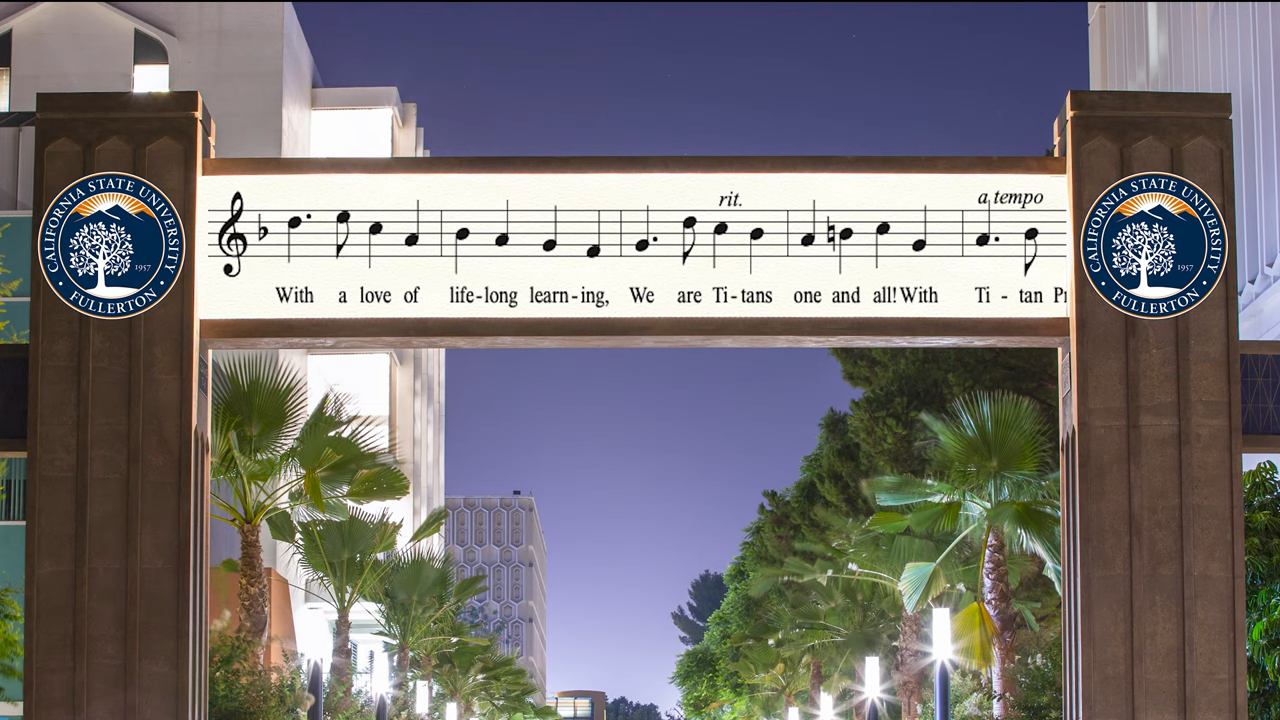 CALIFORNIA STATE UNIVERSITY
1957
FULLERTON
rit.
a tempo
With a love of life-long learn-ing, We are Ti-tans one and all! With Ti - tan
CALIFORNIA STATE UNIVERSITY
1957
FULLERTON